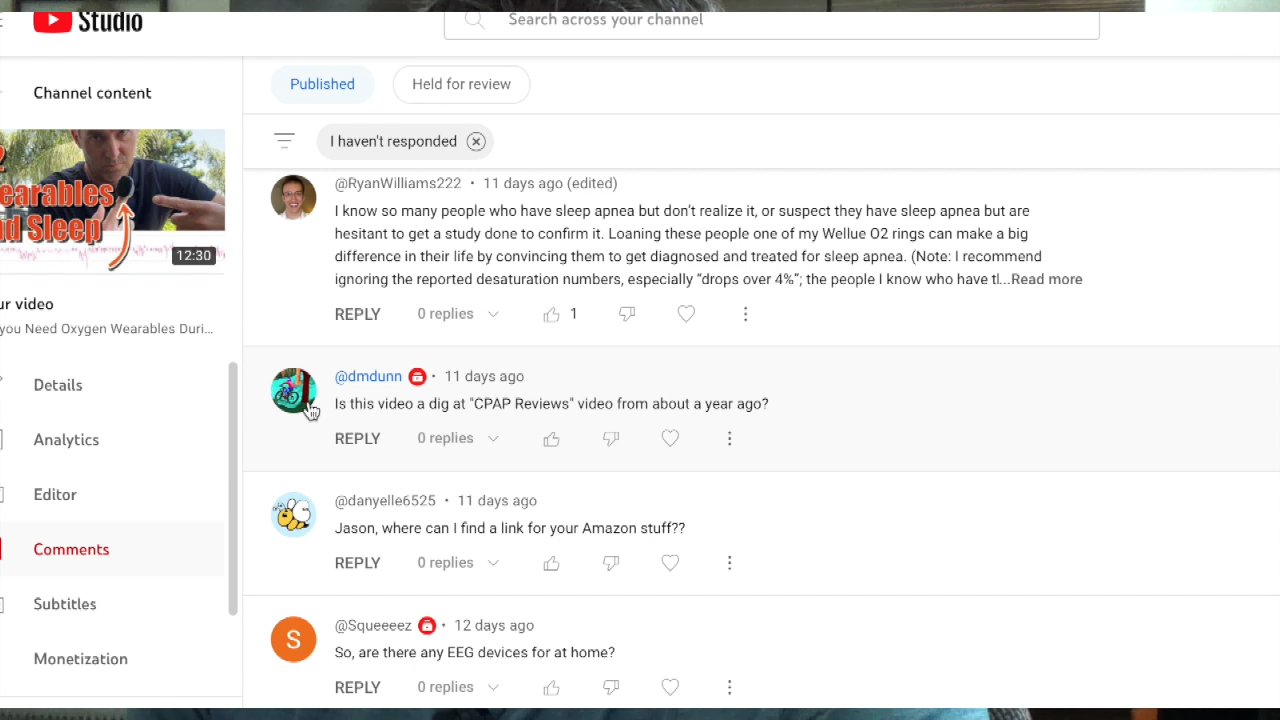 Studio
Search across your channel
Channel content
2
earables
d Sleep
12:30
ur video
you Need Oxygen Wearables Duri...
Details
Analytics
Editor
Comments
Subtitles
Monetization
Published
Held for review
I haven't responded
@RyanWilliams222 • 11 days ago (edited)
I know so many people who have sleep apnea but don’t realize it, or suspect they have sleep apnea but are
hesitant to get a study done to confirm it. Loaning these people one of my Wellue O2 rings can make a big
difference in their life by convincing them to get diagnosed and treated for sleep apnea. (Note: I recommend
ignoring the reported desaturation numbers, especially “drops over 4%”; the people I know who have tl...Read more
REPLY 0 replies 1
@dmdunn • 11 days ago
Is this video a dig at "CPAP Reviews" video from about a year ago?
REPLY 0 replies
@danyelle6525 • 11 days ago
Jason, where can I find a link for your Amazon stuff??
REPLY 0 replies
S
@Squeeeez • 12 days ago
So, are there any EEG devices for at home?
REPLY 0 replies